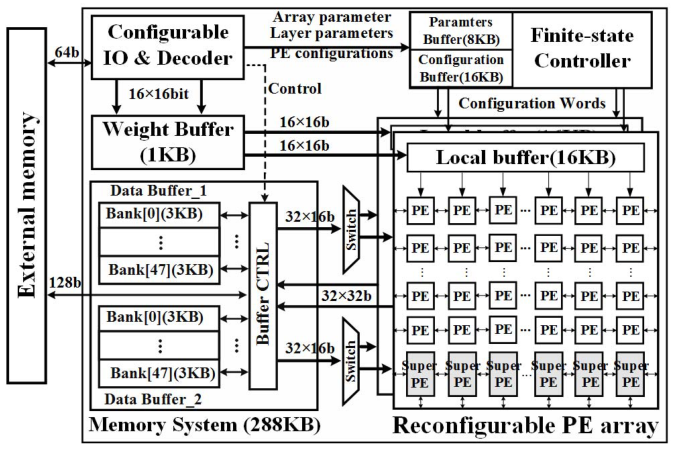 External memory
64b
128b
Configurable
IO & Decoder
Array parameter
Layer parameters
PE configurations
Paramters
Buffer(8KB)
Configuration
Buffer(16KB)
Finite-state
Controller
16×16bit
Control
Configuration Words
Weight Buffer
(1KB)
16×16b
16×16b
Local buffer(16KB)
Data Buffer_1
Bank[0](3KB)
Bank[47](3KB)
Bank[0](3KB)
Bank[47](3KB)
Data Buffer_2
Buffer CTRL
32×16b
Switch
32×32b
32×16b
Switch
PE PE PE ... PE PE PE
PE PE PE ... PE PE PE
PE PE PE ... PE PE PE
PE PE PE ... PE PE PE
Super Super Super Super Super Super
PE PE PE ... PE PE PE
Memory System (288KB)
Reconfigurable PE array